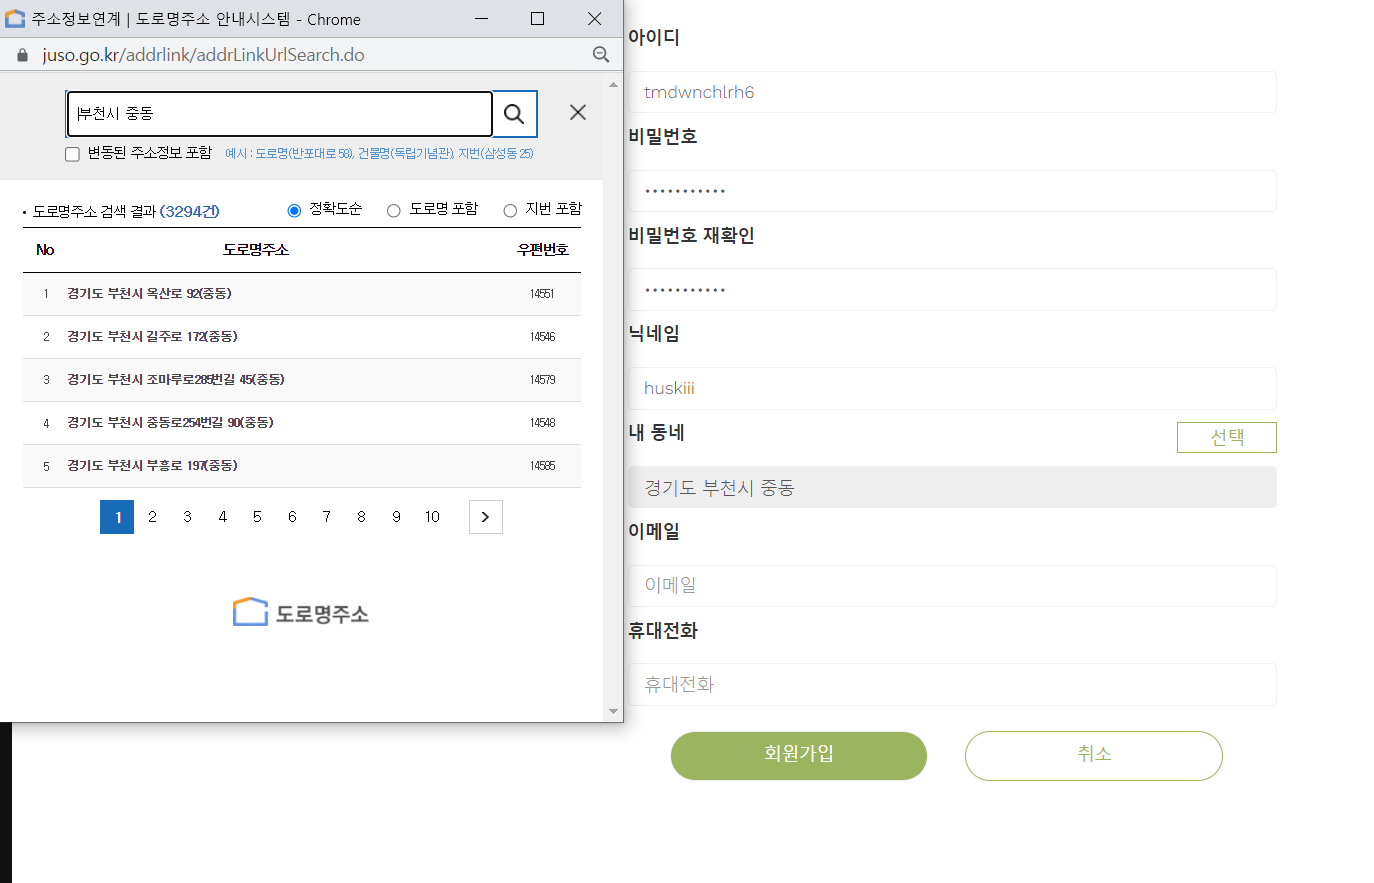 주소정보연계 | 도로명주소 안내시스템 - Chrome
juso.go.kr/addrlink/addrLinkUrlSearch.do
부천시 중동
변동된 주소정보 포함 예시 : 도로명(반포대로 58), 건물명(독립기념관), 지번(삼성동 25)
• 도로명주소 검색 결과 (3294건) 정확도순 도로명 포함 지번 포함
No 도로명주소 우편번호
1 경기도 부천시 옥산로 92(중동) 14551
2 경기도 부천시 길주로 172(중동) 14546
3 경기도 부천시 조마루로285번길 45(중동) 14579
4 경기도 부천시 중동로254번길 90(중동) 14548
5 경기도 부천시 부흥로 197(중동) 14585
1 2 3 4 5 6 7 8 9 10 >
도로명주소
아이디
tmdwnchlrh6
비밀번호
•••••••••••
비밀번호 재확인
•••••••••••
닉네임
huskiii
내 동네 선택
경기도 부천시 중동
이메일
이메일
휴대전화
휴대전화
회원가입 취소